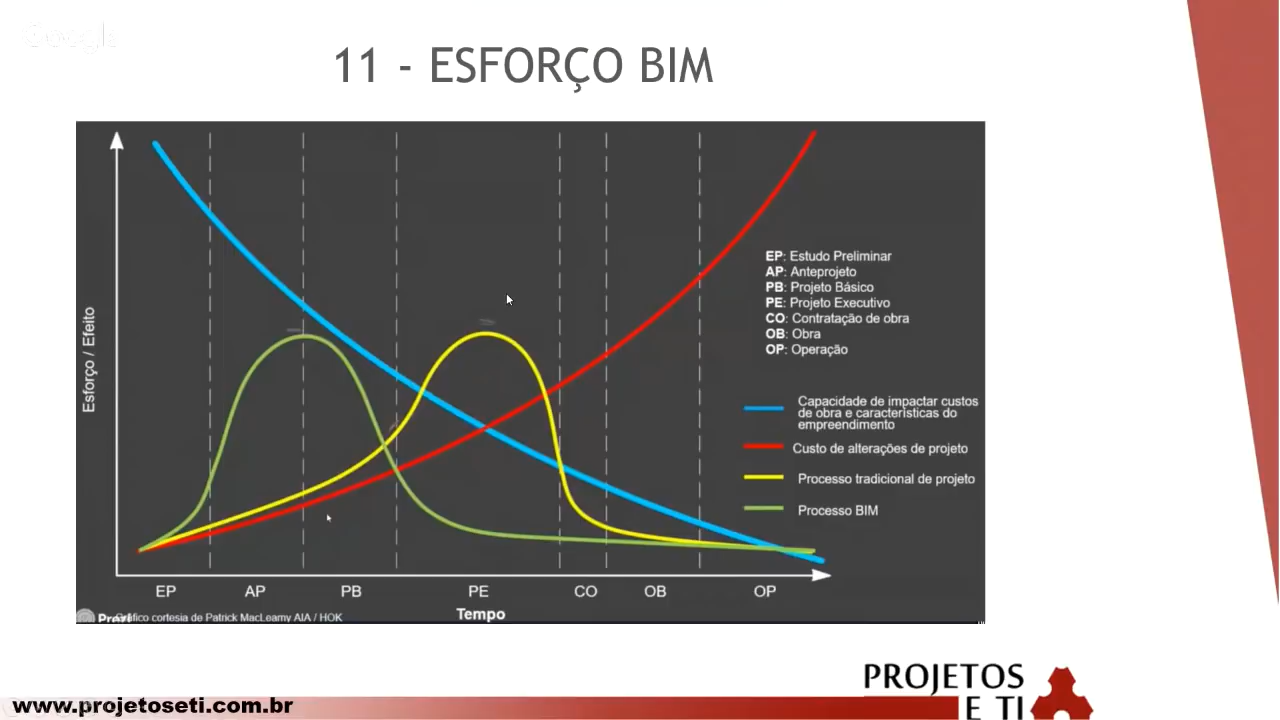 Google
11 - ESFORÇO BIM
Esforço / Efeito
EP: Estudo Preliminar
AP: Anteprojeto
PB: Projeto Básico
PE: Projeto Executivo
CO: Contratação de obra
OB: Obra
OP: Operação
Capacidade de impactar custos
de obra e características do
empreendimento
Custo de alterações de projeto
Processo tradicional de projeto
Processo BIM
EP AP PB PE CO OB OP
Tempo
Prezi
Gráfico cortesia de Patrick MacLeamy AIA / HOK
PROJETOS
E TI
www.projetoseti.com.br